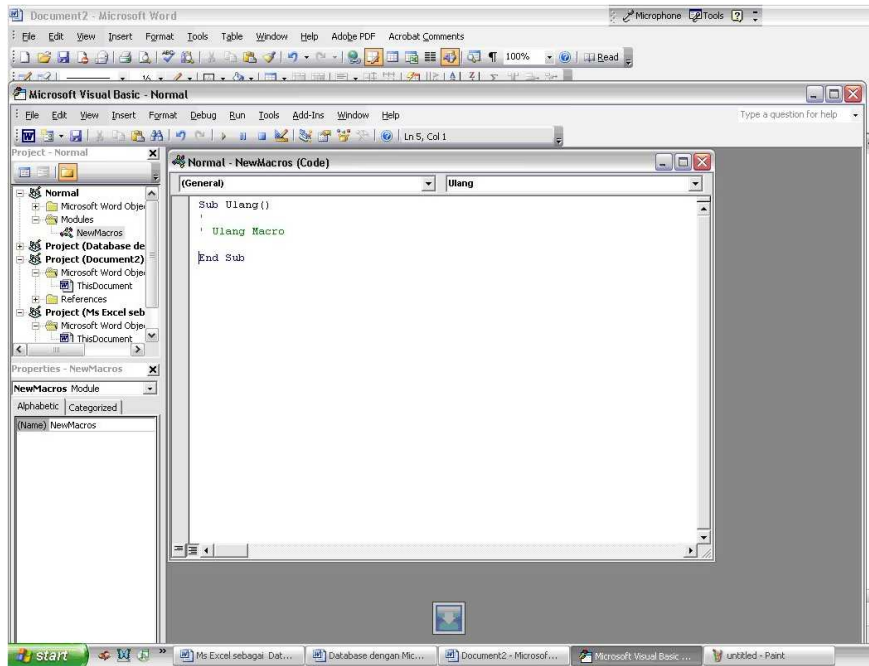 Document2 - Microsoft Word
Microphone Tools
File Edit View Insert Format Tools Table Window Help Adobe PDF Acrobat Comments
100% Read
Microsoft Visual Basic - Normal
File Edit View Insert Format Debug Run Tools Add-Ins Window Help Type a question for help
Ln 5, Col 1
Project - Normal
Normal
Microsoft Word Obje
Modules
NewMacros
Project (Database de
Project (Document2)
Microsoft Word Obje
ThisDocument
References
Project (Ms Excel seb
Microsoft Word Obje
ThisDocument
Properties - NewMacros
NewMacros Module
Alphabetic Categorized
(Name) NewMacros
Normal - NewMacros (Code)
(General) Ulang
Sub Ulang()
'
' Ulang Macro
End Sub
start Ms Excel sebagai Dat... Database dengan Mic... Document2 - Microsof... Microsoft Visual Basic ... untitled - Paint